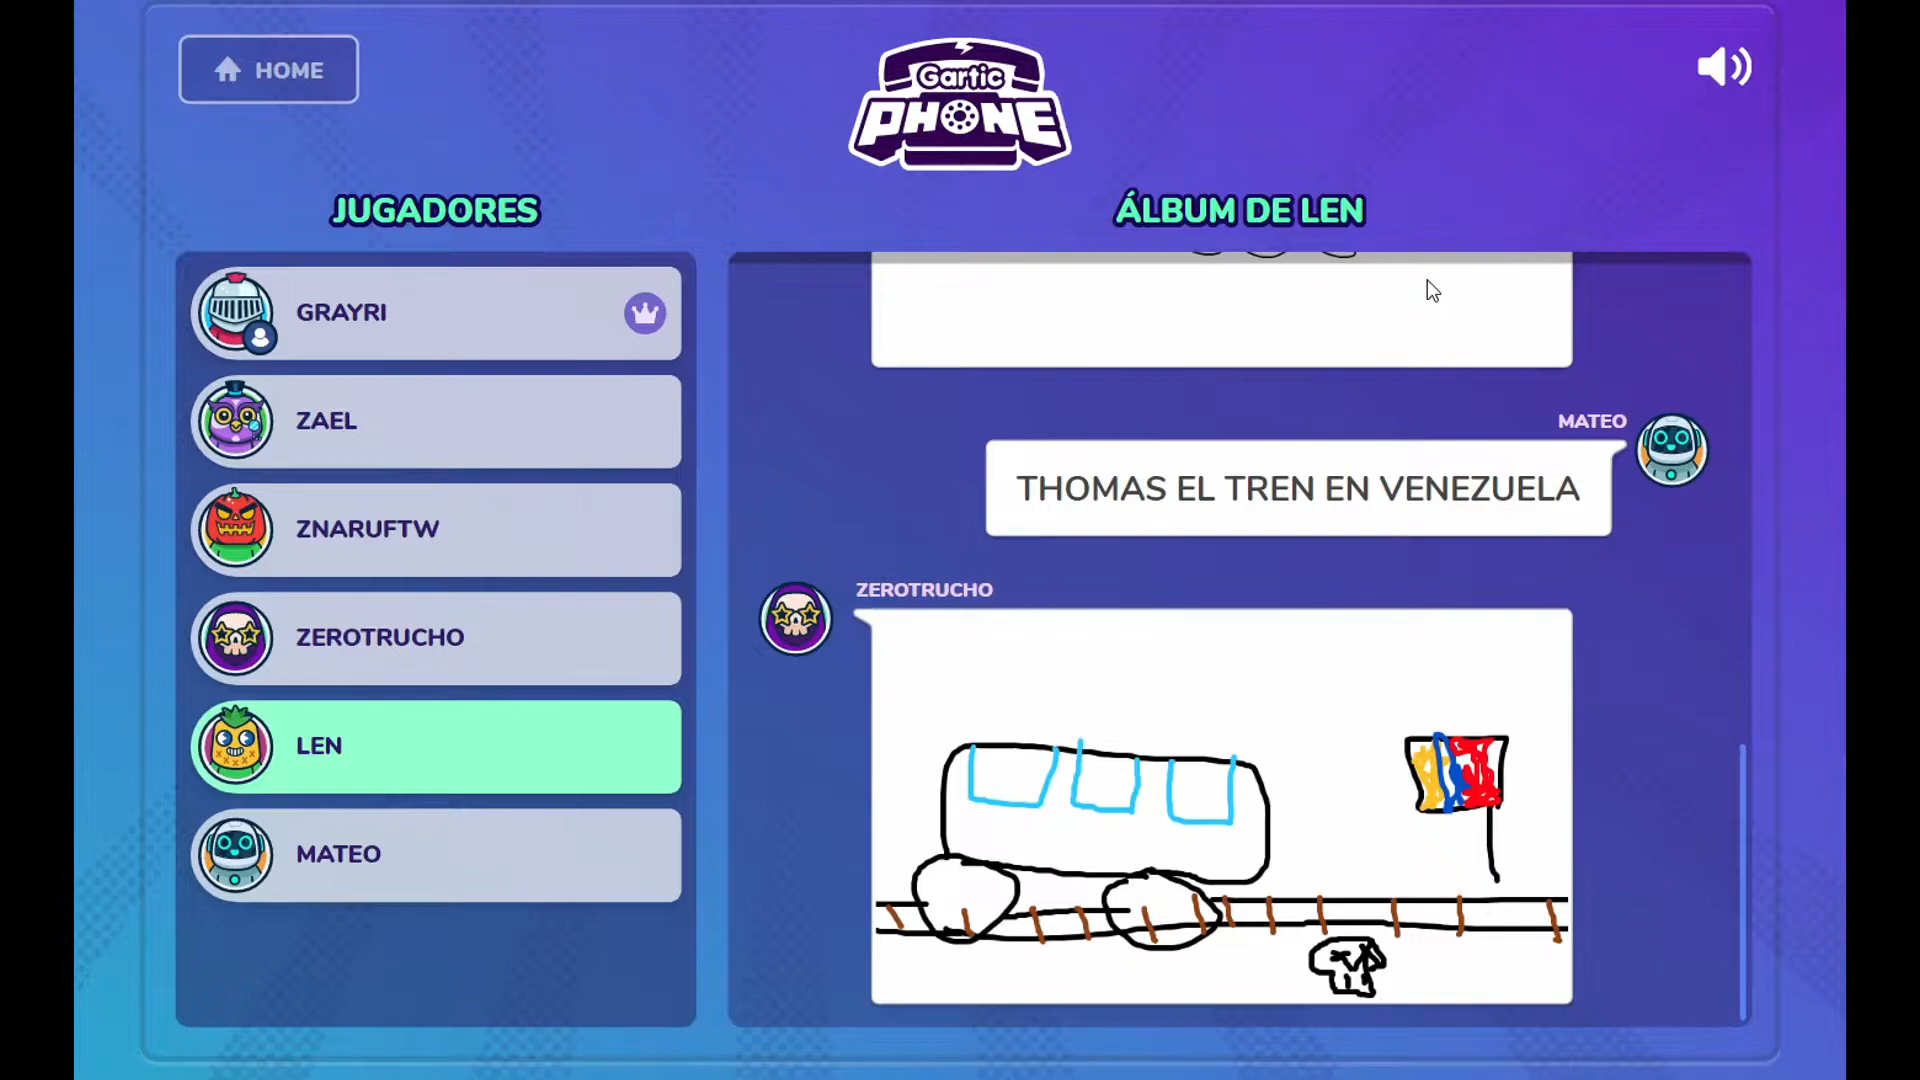 HOME
Gartic
PHONE
JUGADORES
ÁLBUM DE LEN
GRAYRI
ZAEL
ZNARUFTW
ZEROTRUCHO
LEN
MATEO
MATEO
THOMAS EL TREN EN VENEZUELA
ZEROTRUCHO